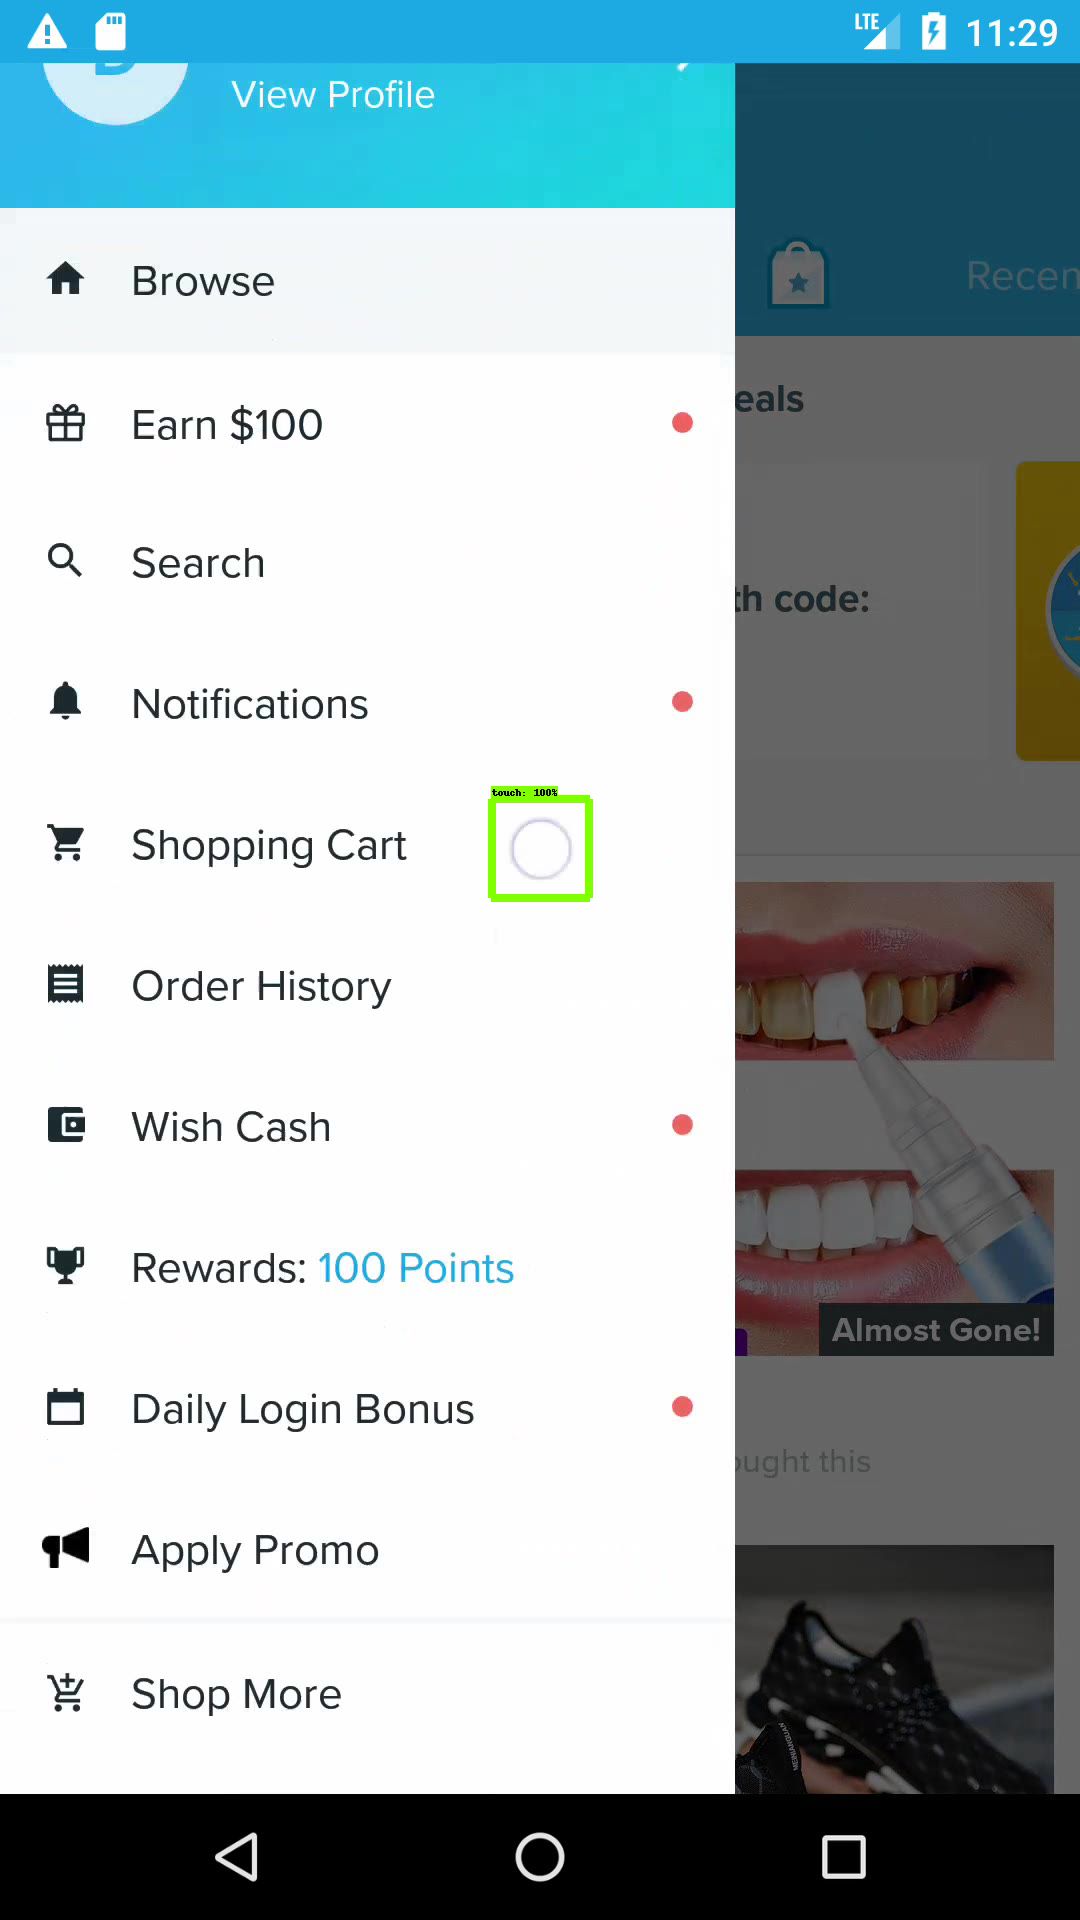 LTE 11:29
View Profile
Browse
Recen
Earn $100
eals
Search
th code:
Notifications
touch: 100%
Shopping Cart
Order History
Wish Cash
Rewards: 100 Points
Almost Gone!
Daily Login Bonus
ought this
Apply Promo
Shop More